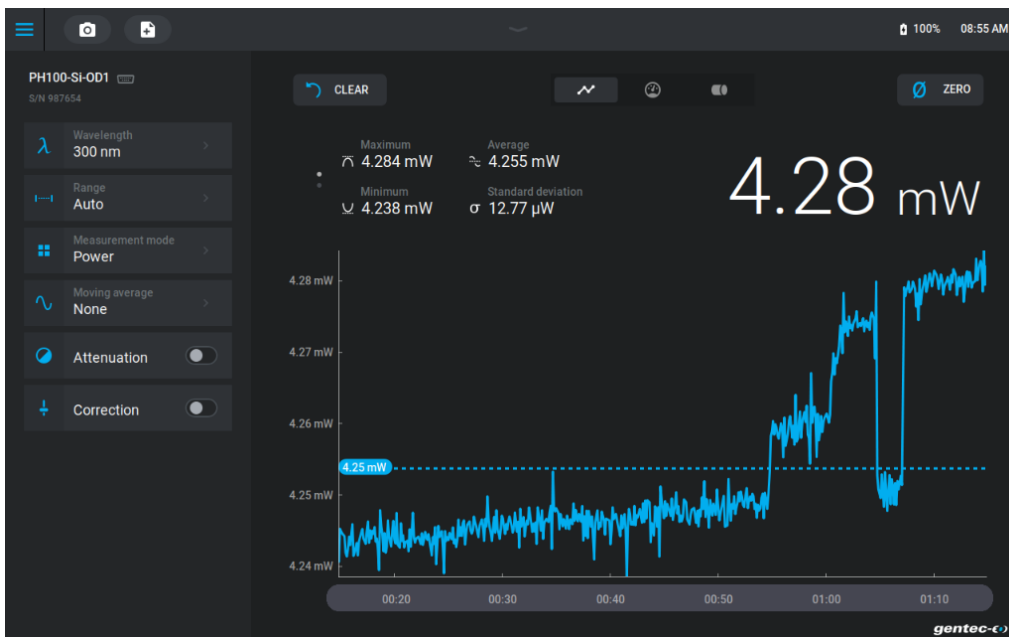 100% 08:55 AM
PH100-Si-OD1
S/N 987654
CLEAR
ZERO
Wavelength
300 nm
Range
Auto
Measurement mode
Power
Moving average
None
Attenuation
Correction
Maximum
4.284 mW
Average
4.255 mW
Minimum
4.238 mW
Standard deviation
σ 12.77 µW
4.28 mW
4.28 mW
4.27 mW
4.26 mW
4.25 mW
4.25 mW
4.24 mW
00:20 00:30 00:40 00:50 01:00 01:10
gentec-eo